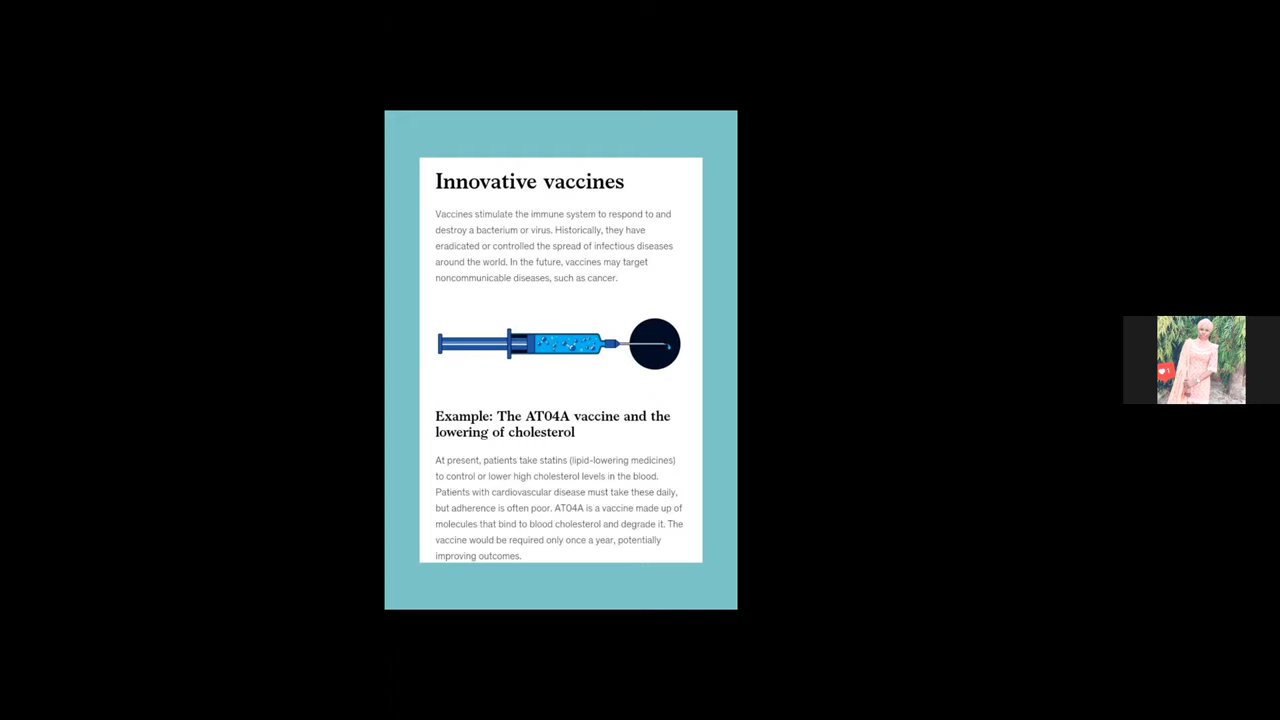 Innovative vaccines
Vaccines stimulate the immune system to respond to and
destroy a bacterium or virus. Historically, they have
eradicated or controlled the spread of infectious diseases
around the world. In the future, vaccines may target
noncommunicable diseases, such as cancer.
Example: The AT04A vaccine and the
lowering of cholesterol
At present, patients take statins (lipid-lowering medicines)
to control or lower high cholesterol levels in the blood.
Patients with cardiovascular disease must take these daily,
but adherence is often poor. AT04A is a vaccine made up of
molecules that bind to blood cholesterol and degrade it. The
vaccine would be required only once a year, potentially
improving outcomes.
1